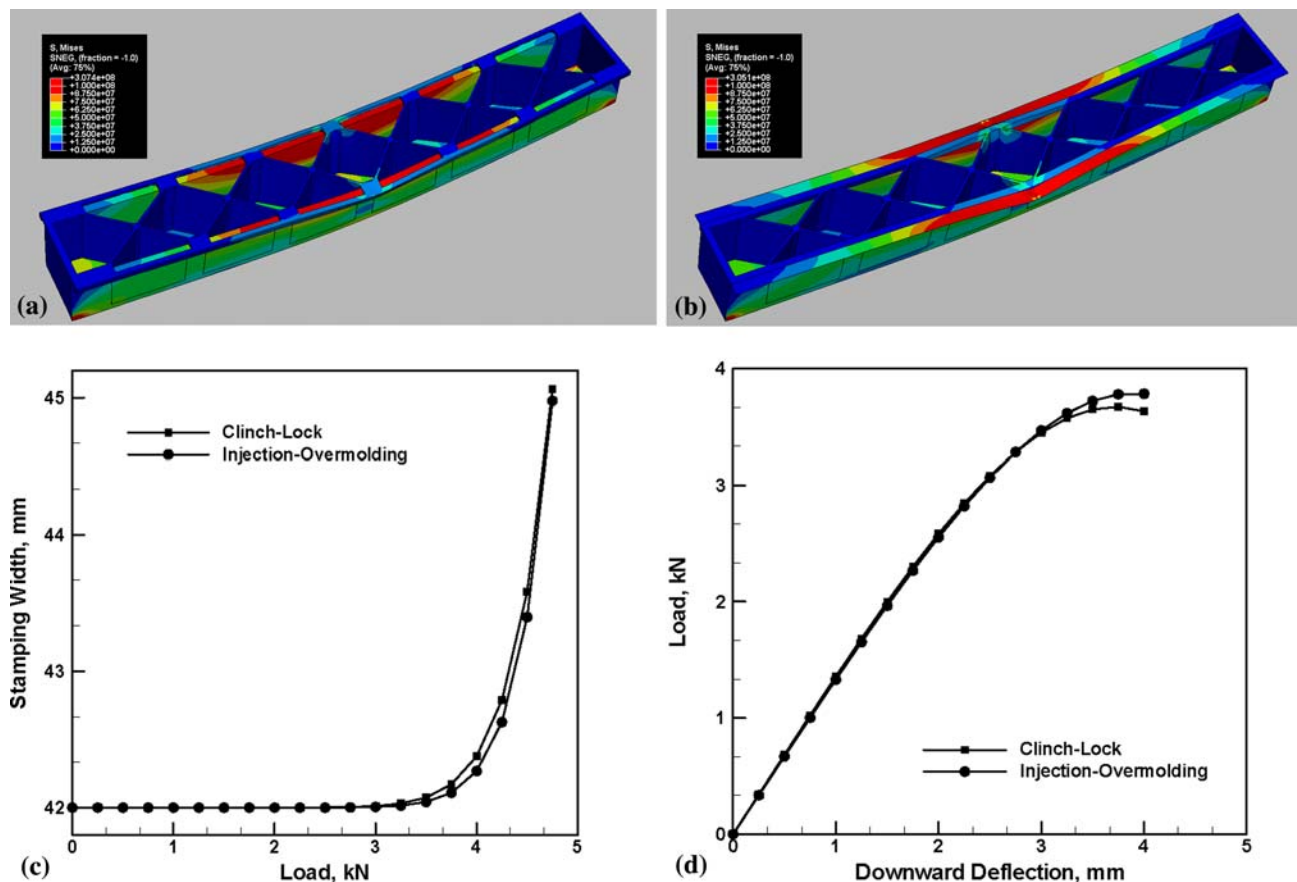 S, Mises
SNEG, (fraction = -1.0)
(Avg: 75%)
+3.074e+08
+1.000e+08
+8.750e+07
+7.500e+07
+6.250e+07
+5.000e+07
+3.750e+07
+2.500e+07
+1.250e+07
+0.000e+00
(a)
S, Mises
SNEG, (fraction = -1.0)
(Avg: 75%)
+3.051e+08
+1.000e+08
+8.750e+07
+7.500e+07
+6.250e+07
+5.000e+07
+3.750e+07
+2.500e+07
+1.250e+07
+0.000e+00
(b)
45
44
43
42
Stamping Width, mm
Clinch-Lock
Injection-Overmolding
0 1 2 3 4 5
Load, kN
(c)
4
3
2
1
0
Load, kN
Clinch-Lock
Injection-Overmolding
0 1 2 3 4 5
Downward Deflection, mm
(d)